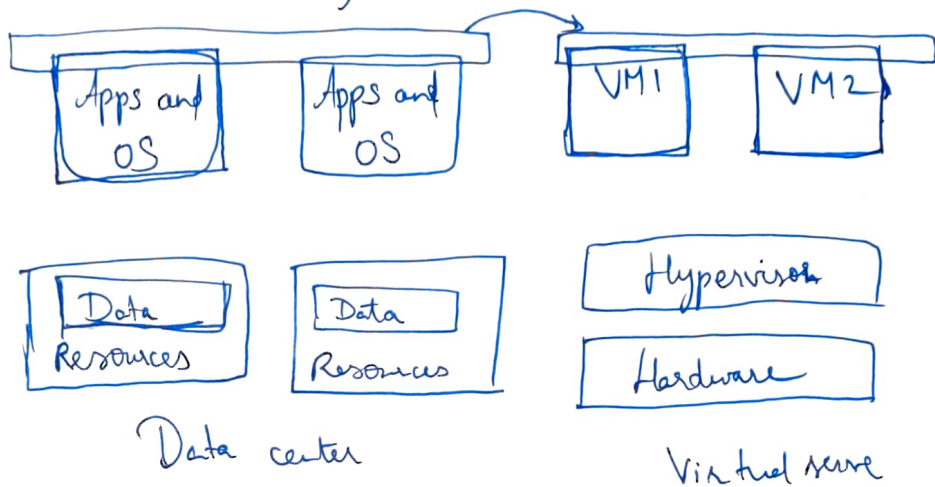 Apps and
OS
Apps and
OS
VM1
VM2
Data
Resources
Data
Resources
Hypervisor
Hardware
Data center
Virtual serve